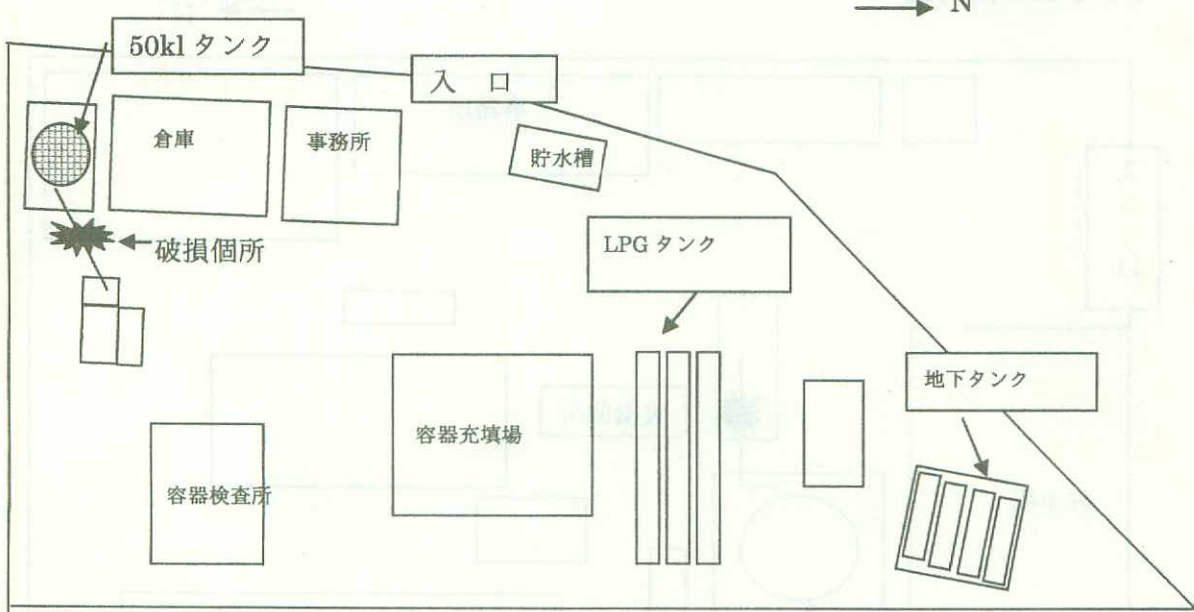 N
50kl タンク
入 口
倉庫
事務所
貯水槽
破損個所
LPG タンク
地下タンク
容器充填場
容器検査所